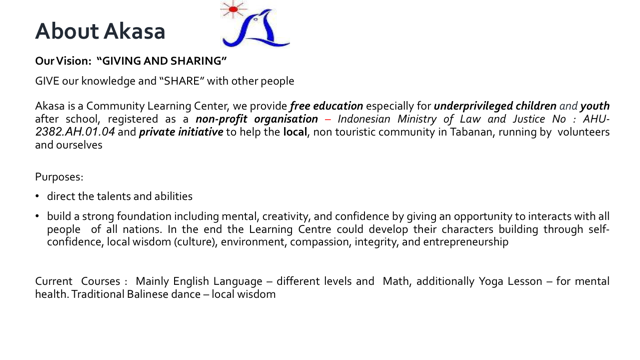 About Akasa
Our Vision: “GIVING AND SHARING”
GIVE our knowledge and “SHARE” with other people
Akasa is a Community Learning Center, we provide free education especially for underprivileged children and youth
after school, registered as a non-profit organisation – Indonesian Ministry of Law and Justice No : AHU-
2382.AH.01.04 and private initiative to help the local, non touristic community in Tabanan, running by volunteers
and ourselves
Purposes:
• direct the talents and abilities
• build a strong foundation including mental, creativity, and confidence by giving an opportunity to interacts with all
people of all nations. In the end the Learning Centre could develop their characters building through self-
confidence, local wisdom (culture), environment, compassion, integrity, and entrepreneurship
Current Courses : Mainly English Language – different levels and Math, additionally Yoga Lesson – for mental
health. Traditional Balinese dance – local wisdom